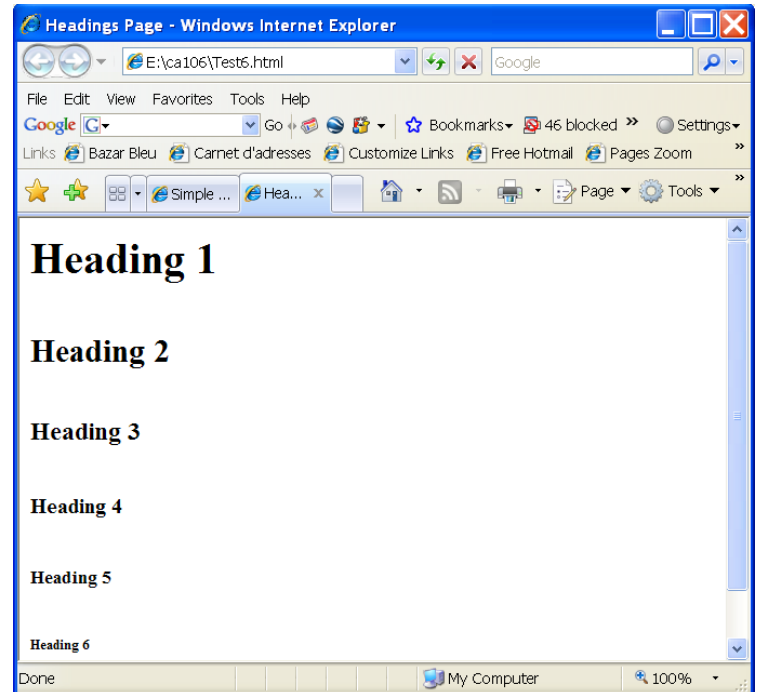 Headings Page - Windows Internet Explorer
E:\ca106\Test6.html Google
File Edit View Favorites Tools Help
Google G Go Bookmarks 46 blocked » Settings
Links Bazar Bleu Carnet d'adresses Customize Links Free Hotmail Pages Zoom »
Simple ... Hea... x Page Tools »
Heading 1
Heading 2
Heading 3
Heading 4
Heading 5
Heading 6
Done My Computer 100%